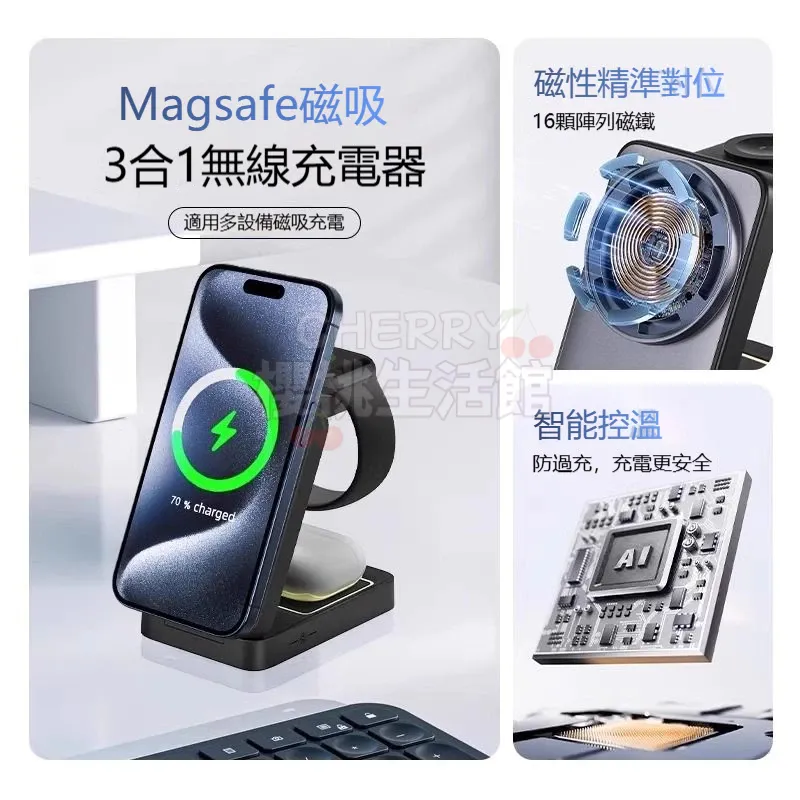 Magsafe磁吸
3合1無線充電器
適用多設備磁吸充電
70 % charged
磁性精準對位
16顆陣列磁鐵
智能控溫
防過充，充電更安全
AI
CHERRY
櫻桃生活館